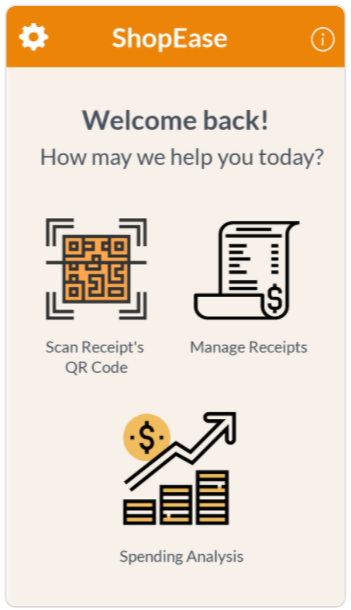 ShopEase
Welcome back!
How may we help you today?
Scan Receipt's
QR Code
Manage Receipts
Spending Analysis